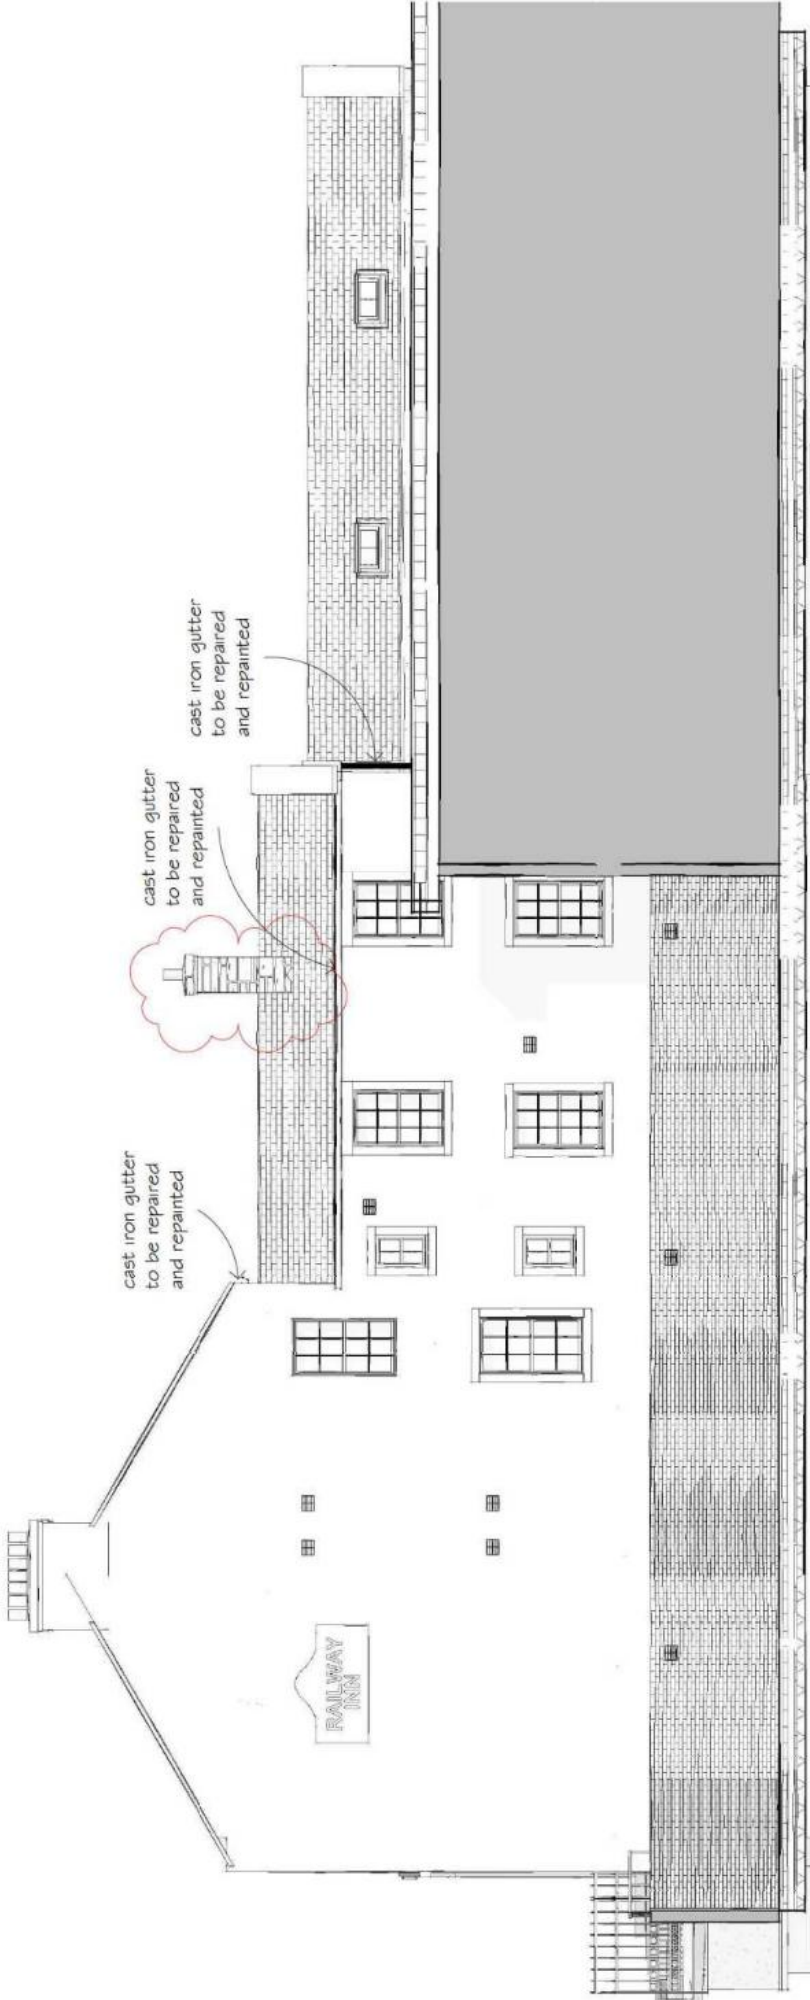 cast iron gutter
to be repaired
and repainted
cast iron gutter
to be repaired
and repainted
cast iron gutter
to be repaired
and repainted
RAILWAY
INN